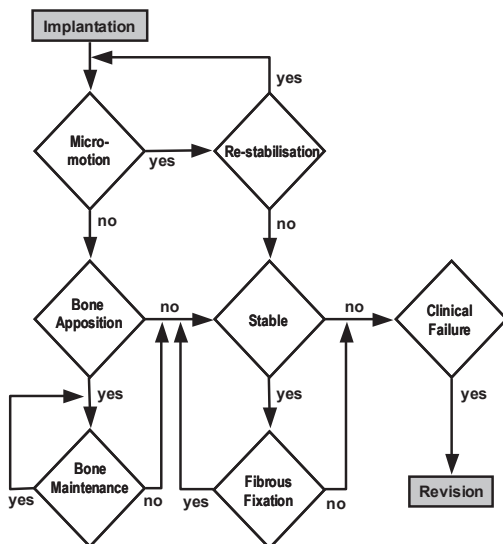 Implantation
yes
Micro-
motion
yes
Re-stabilisation
no
no
Bone
Apposition
no
Stable
no
Clinical
Failure
yes
yes
yes
Bone
Maintenance
yes
no
Fibrous
Fixation
yes
no
Revision